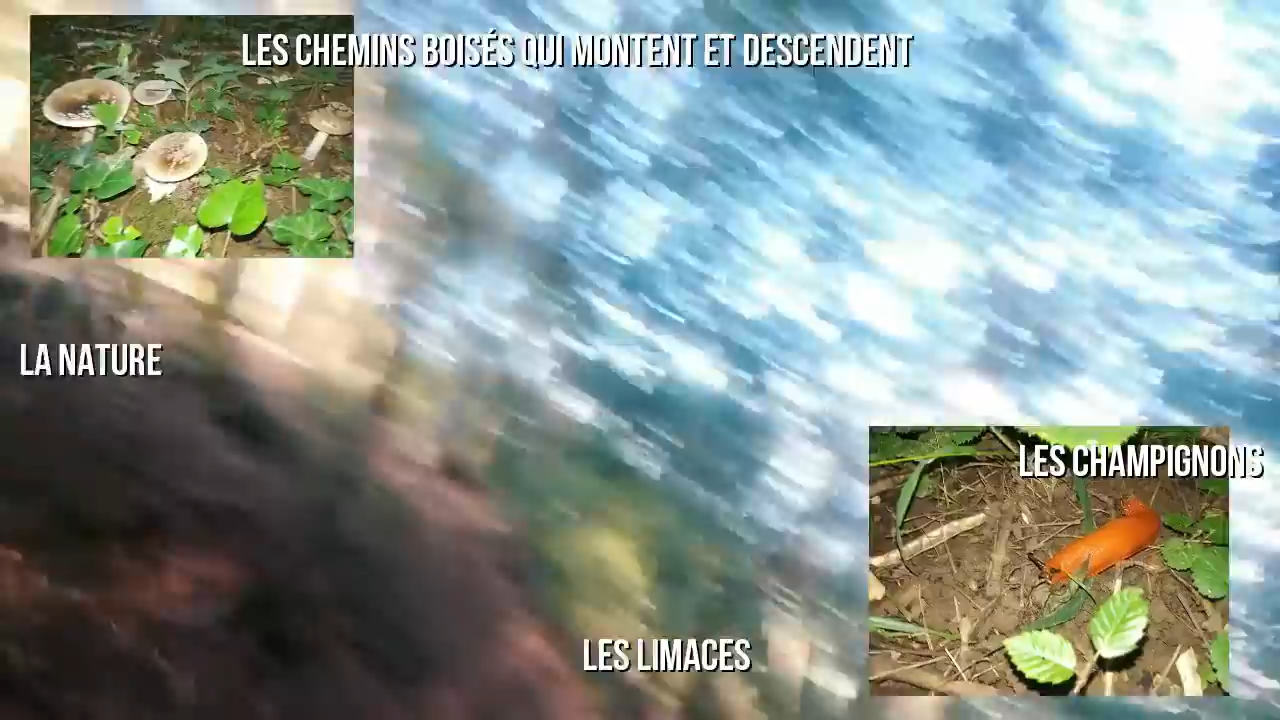 LES CHEMINS BOISÉS QUI MONTENT ET DESCENDENT
LA NATURE
LES CHAMPIGNONS
LES LIMACES